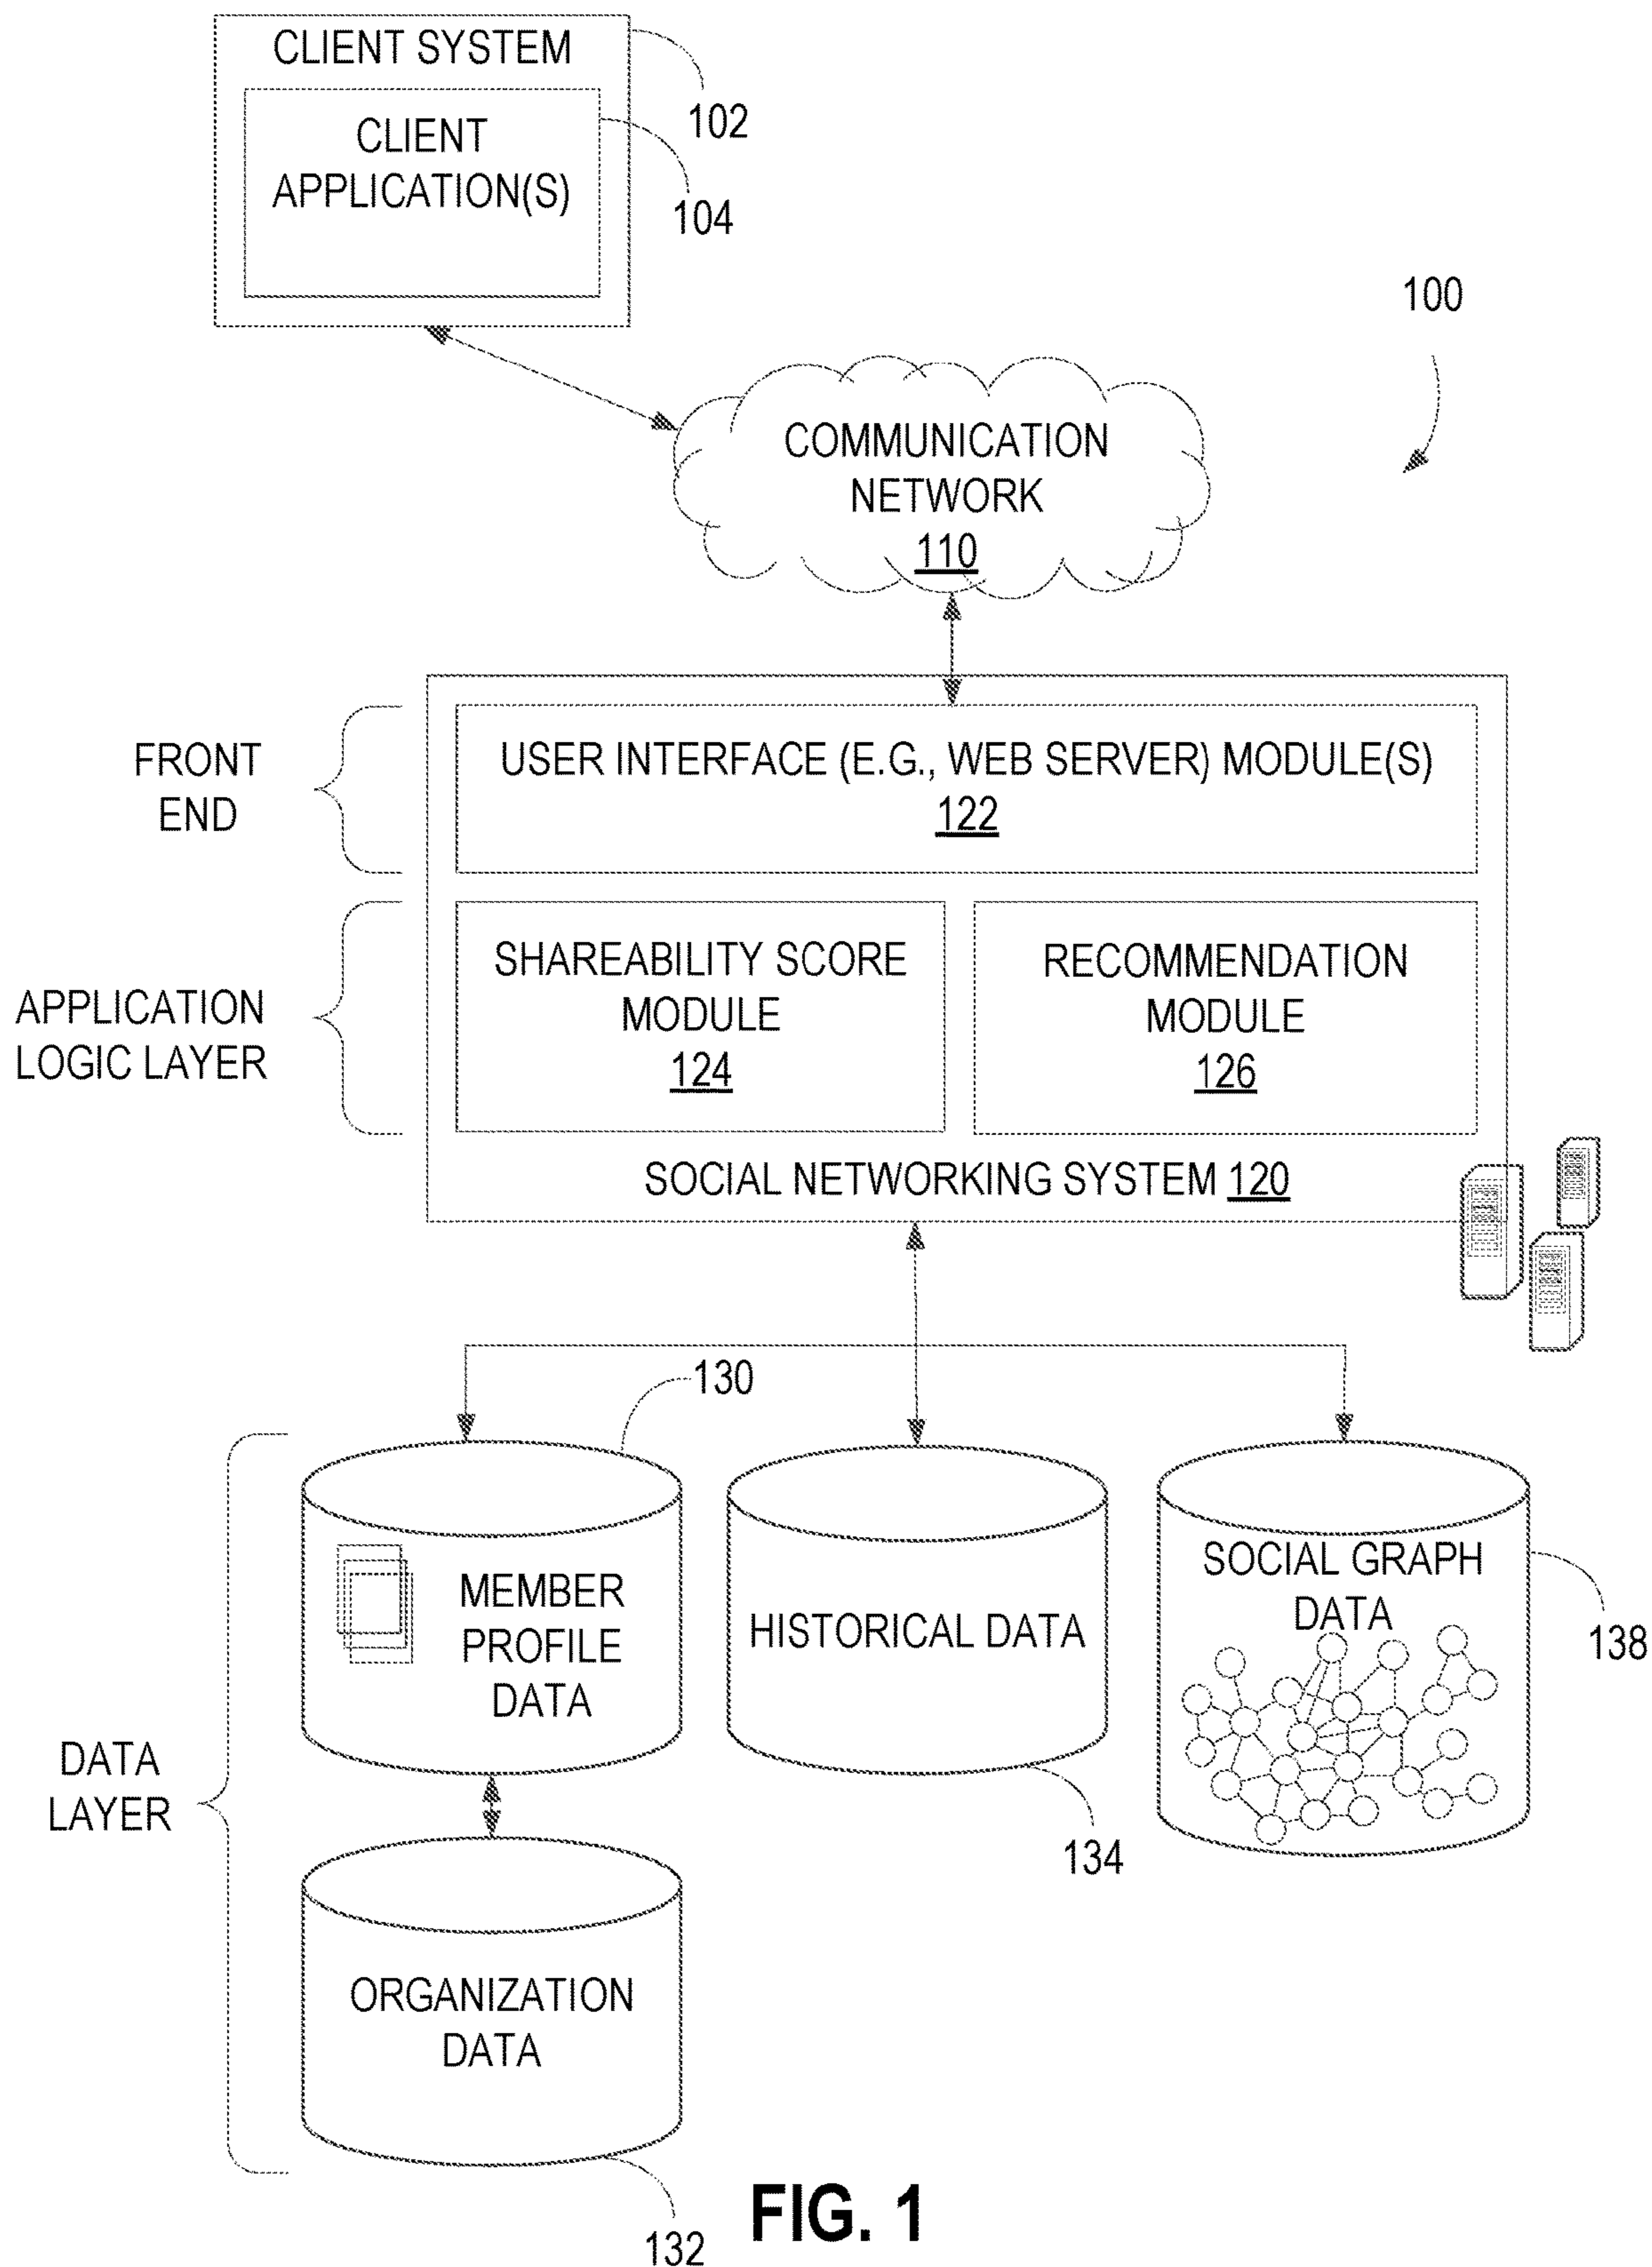 CLIENT SYSTEM
CLIENT
APPLICATION(S)
102
104
100
COMMUNICATION
NETWORK
110
FRONT
END
USER INTERFACE (E.G., WEB SERVER) MODULE(S)
122
APPLICATION
LOGIC LAYER
SHAREABILITY SCORE
MODULE
124
RECOMMENDATION
MODULE
126
SOCIAL NETWORKING SYSTEM 120
130
DATA
LAYER
MEMBER
PROFILE
DATA
HISTORICAL DATA
134
SOCIAL GRAPH
DATA
138
ORGANIZATION
DATA
132
FIG. 1